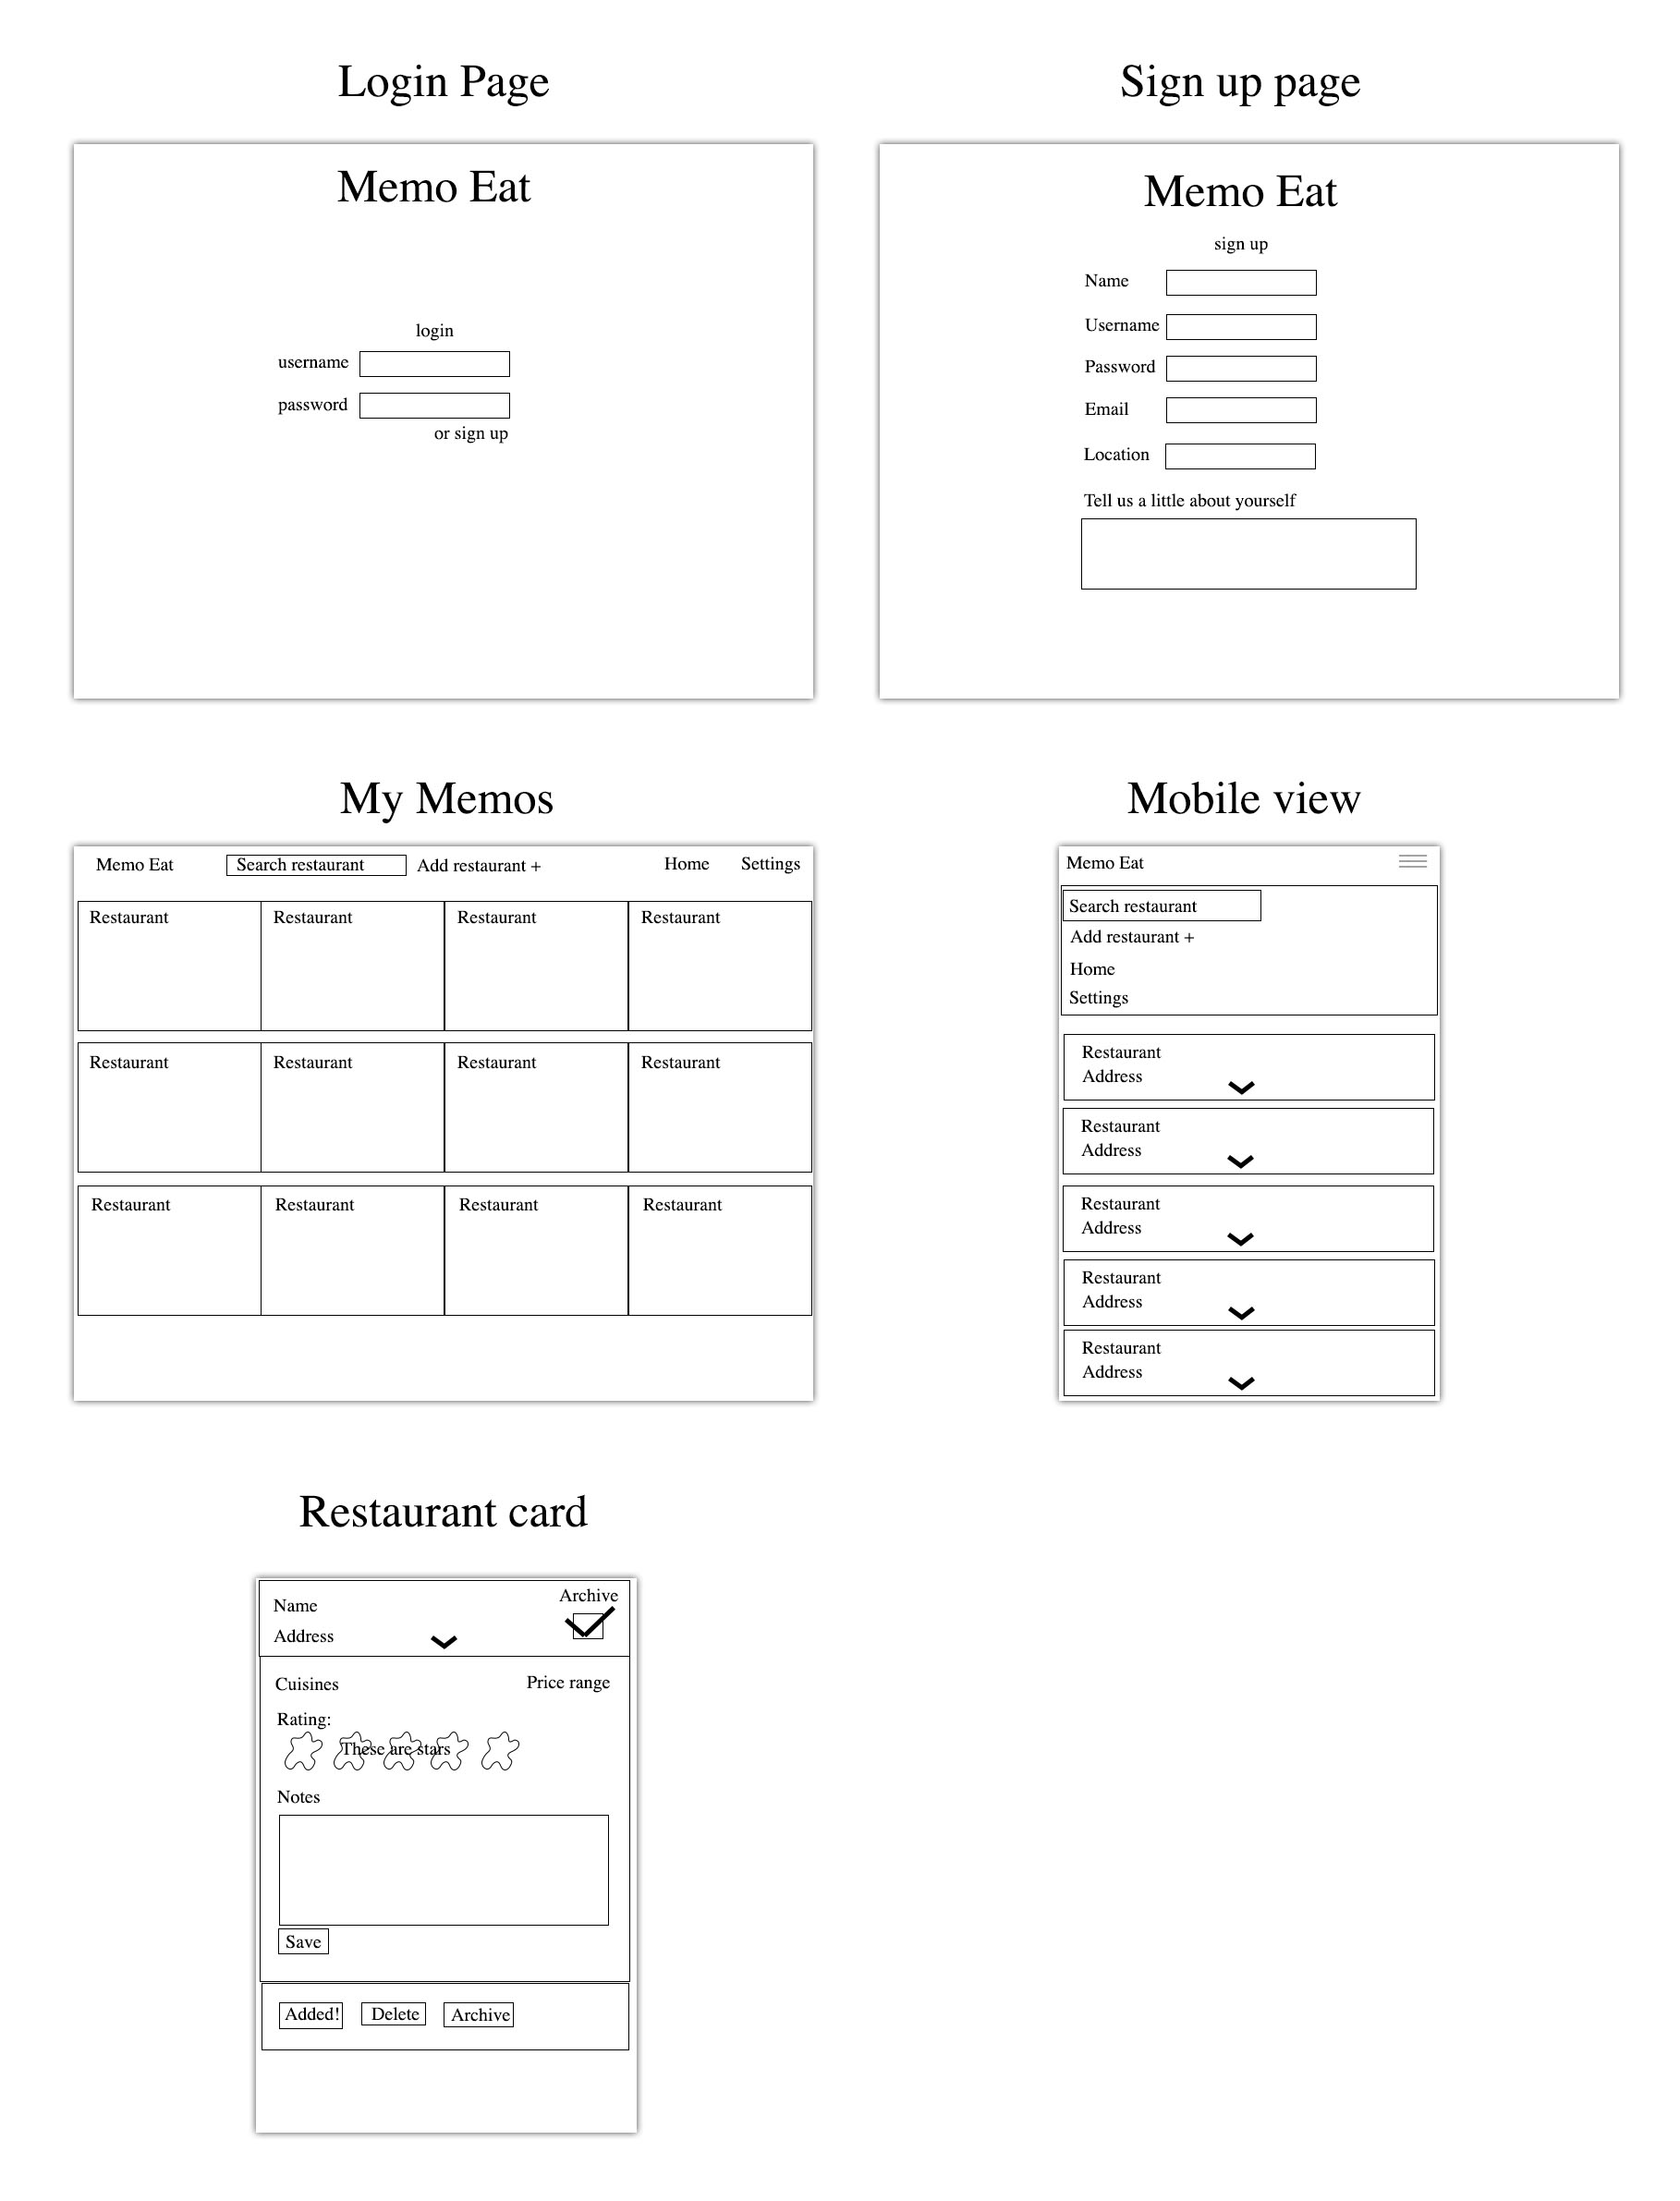 Login Page
Memo Eat
login
username
password
or sign up
Sign up page
Memo Eat
sign up
Name
Username
Password
Email
Location
Tell us a little about yourself
My Memos
Memo Eat Search restaurant Add restaurant + Home Settings
Restaurant Restaurant Restaurant Restaurant
Restaurant Restaurant Restaurant Restaurant
Restaurant Restaurant Restaurant Restaurant
Mobile view
Memo Eat
Search restaurant
Add restaurant +
Home
Settings
Restaurant
Address
Restaurant
Address
Restaurant
Address
Restaurant
Address
Restaurant
Address
Restaurant card
Archive
Name
Address
Cuisines Price range
Rating:
These are stars
Notes
Save
Added! Delete Archive